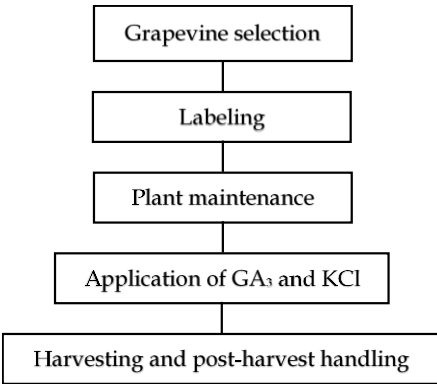 Grapevine selection
Labeling
Plant maintenance
Application of GA₃ and KCl
Harvesting and post-harvest handling